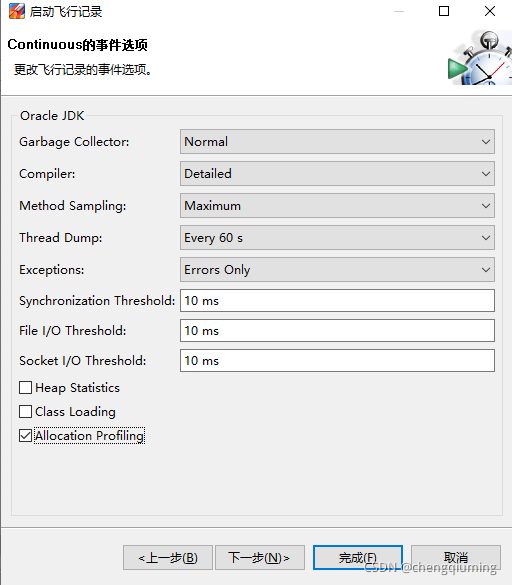 启动飞行记录
Continuous的事件选项
更改飞行记录的事件选项。
Oracle JDK
Garbage Collector: Normal
Compiler: Detailed
Method Sampling: Maximum
Thread Dump: Every 60 s
Exceptions: Errors Only
Synchronization Threshold: 10 ms
File I/O Threshold: 10 ms
Socket I/O Threshold: 10 ms
Heap Statistics
Class Loading
Allocation Profiling
<上一步(B) 下一步(N)> 完成(F) 取消
CSDN @chengqiuming